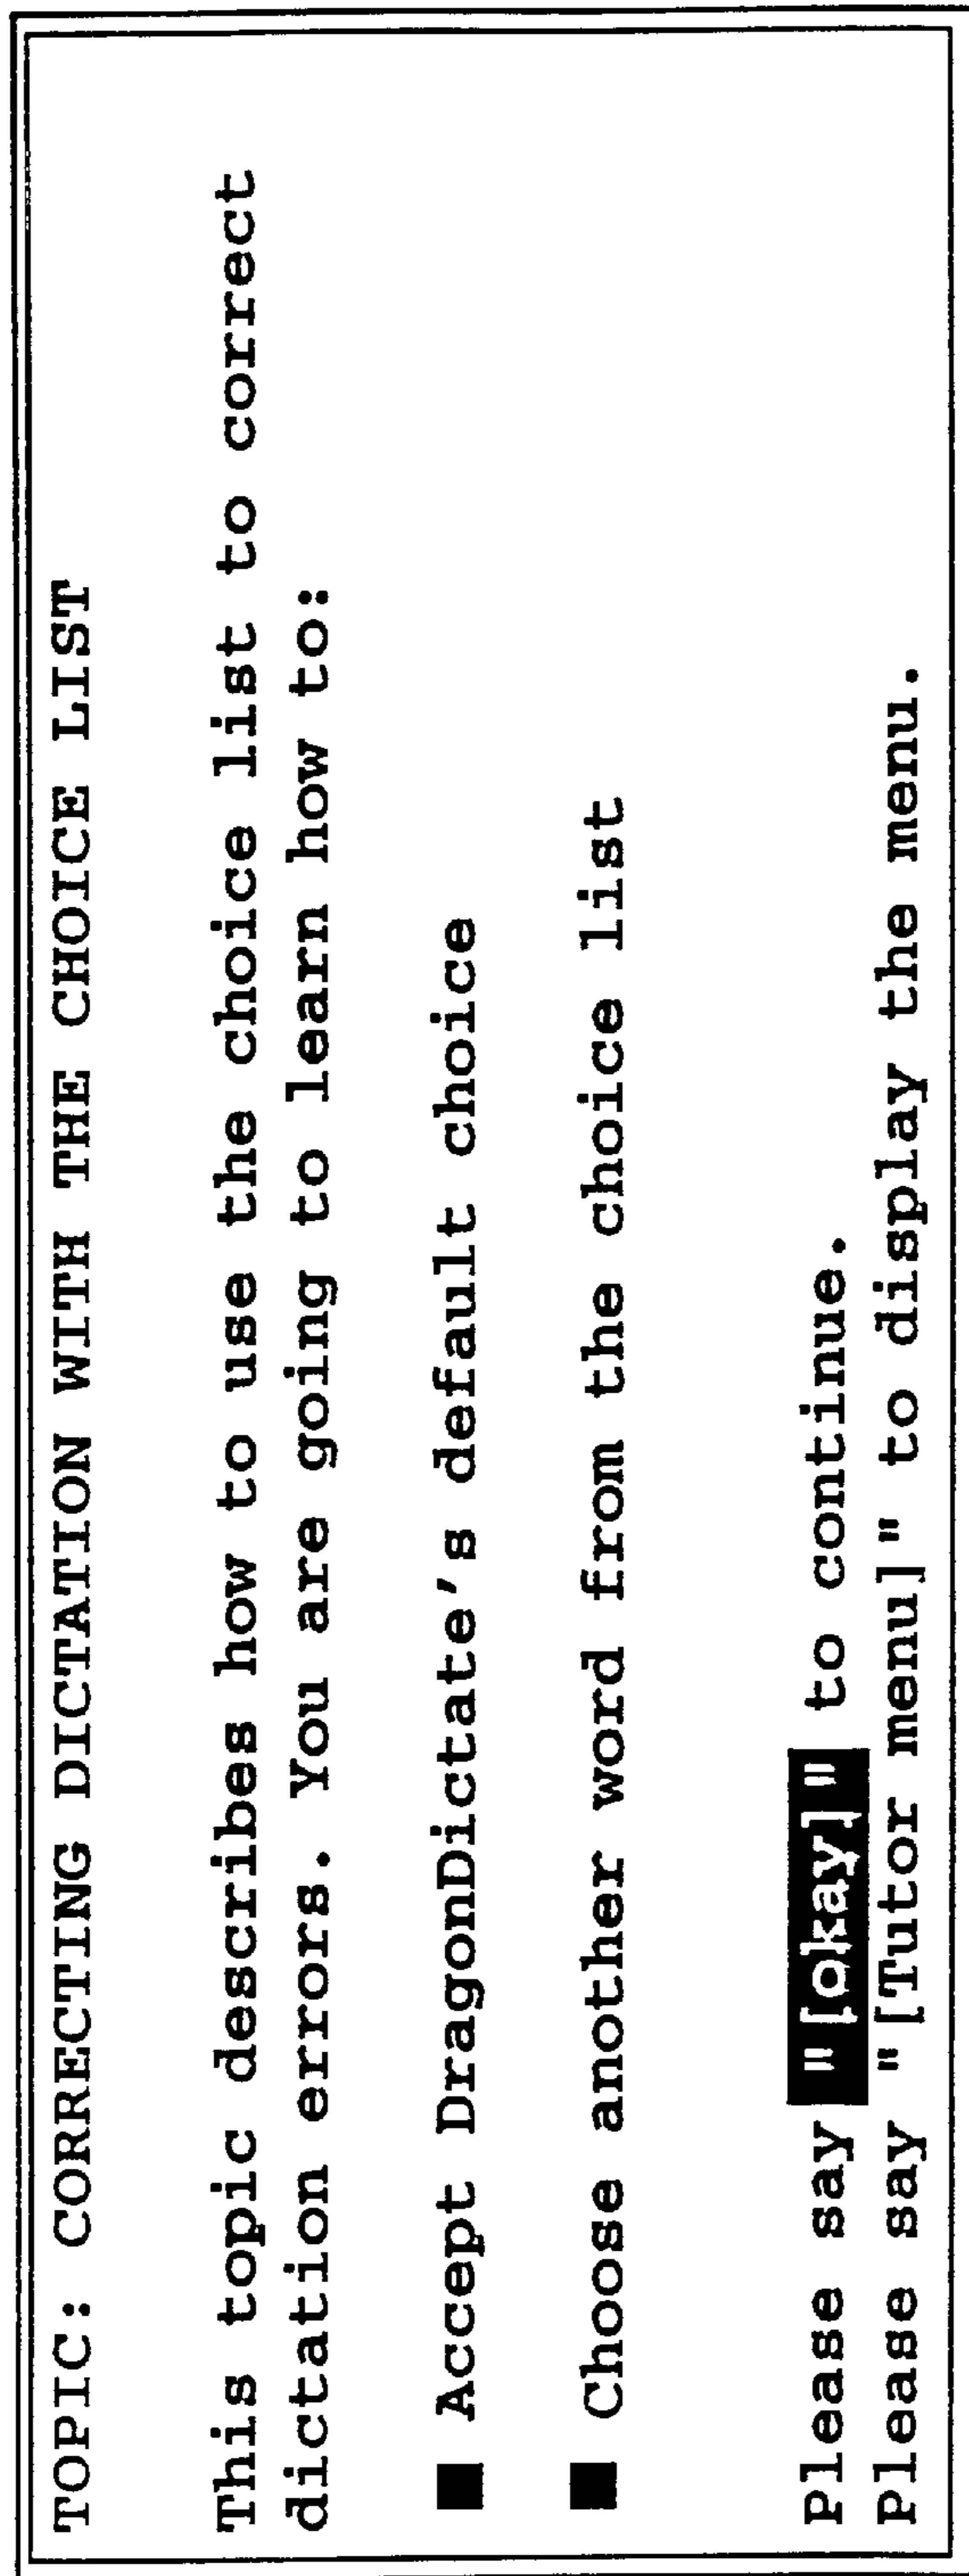 TOPIC: CORRECTING DICTATION WITH THE CHOICE LIST
This topic describes how to use the choice list to correct
dictation errors. You are going to learn how to:
■ Accept DragonDictate's default choice
■ Choose another word from the choice list
Please say "[okay]" to continue.
Please say "[Tutor menu]" to display the menu.